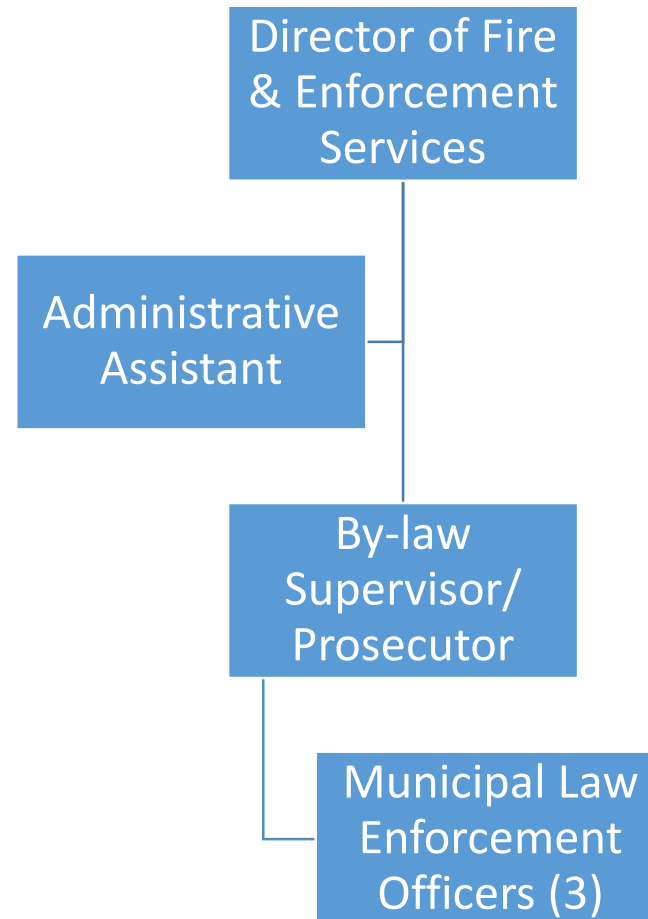 Director of Fire
& Enforcement
Services
Administrative
Assistant
By-law
Supervisor/
Prosecutor
Municipal Law
Enforcement
Officers (3)